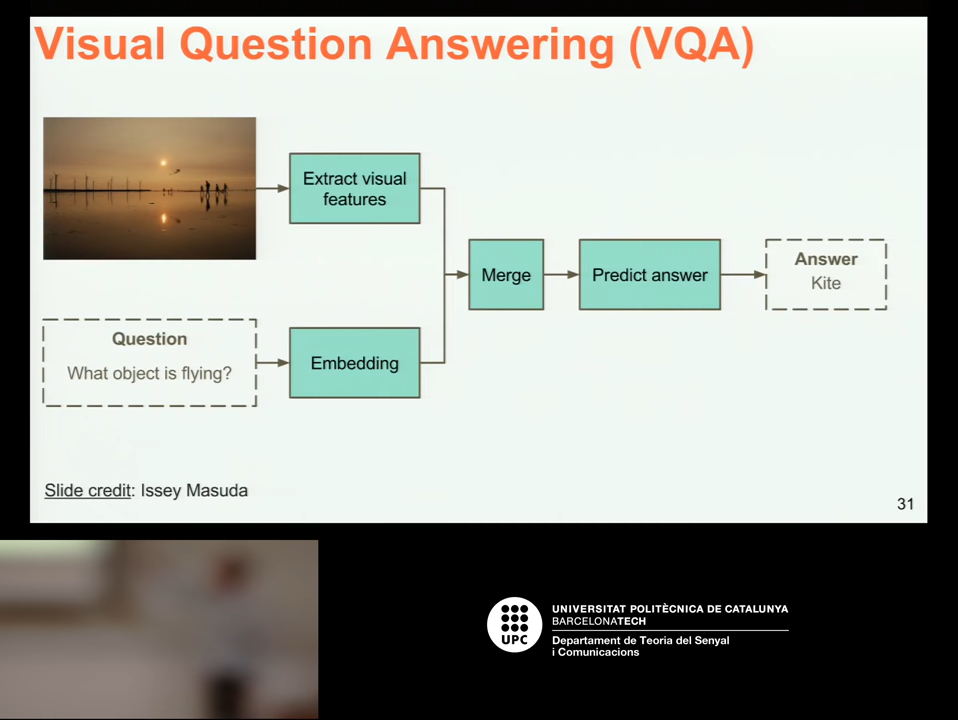 Visual Question Answering (VQA)
Extract visual
features
Merge
Predict answer
Answer
Kite
Question
What object is flying?
Embedding
Slide credit: Issey Masuda
31
UPC
UNIVERSITAT POLITÈCNICA DE CATALUNYA
BARCELONATECH
Departament de Teoria del Senyal
i Comunicacions